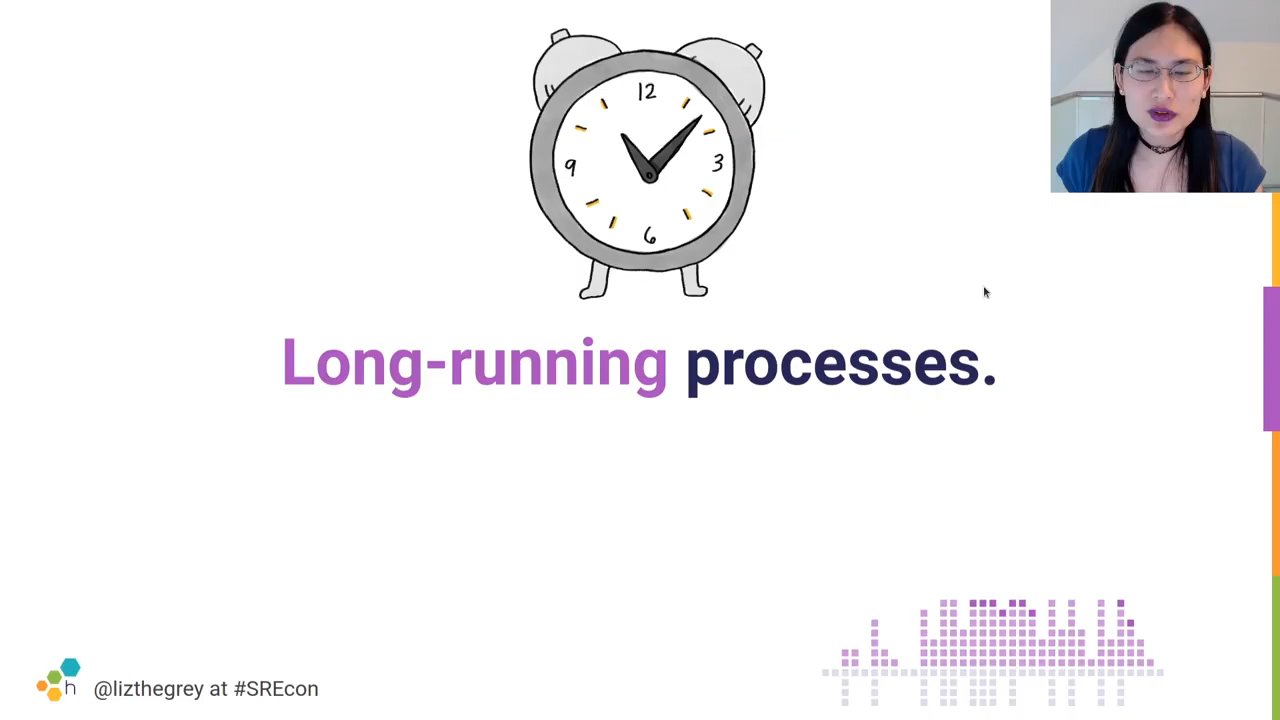 12
9
3
6
Long-running processes.
h
@lizthegrey at #SREcon